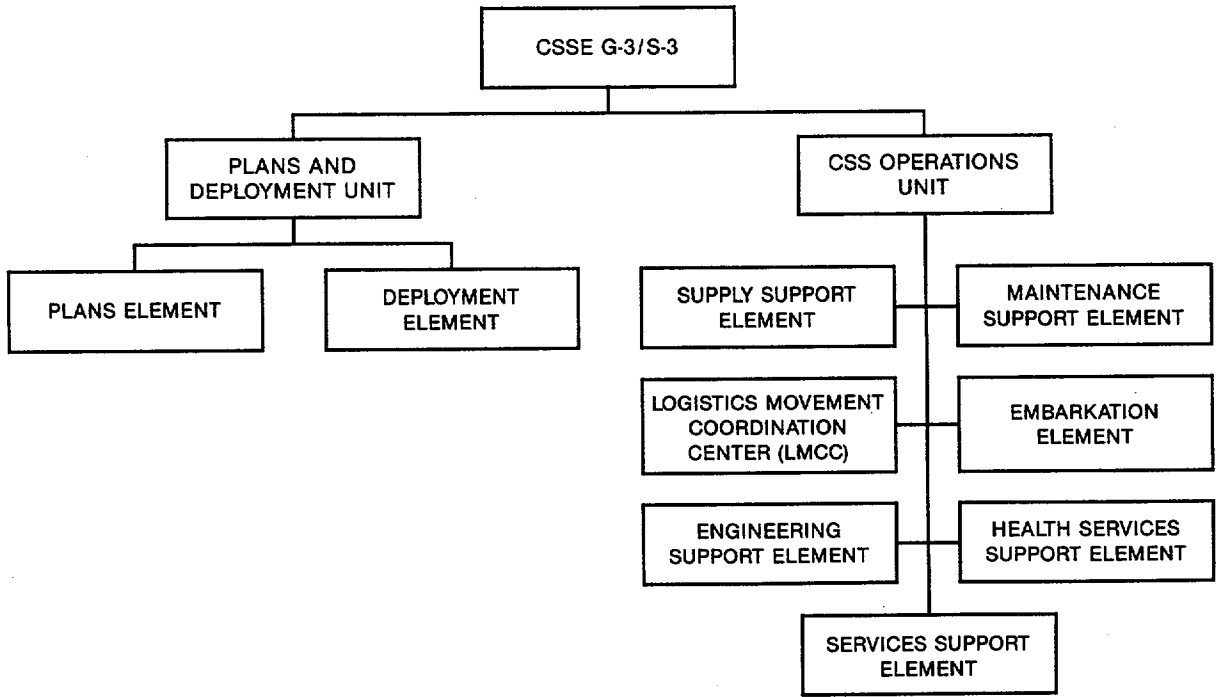 CSSE G-3/S-3
PLANS AND
DEPLOYMENT UNIT
CSS OPERATIONS
UNIT
PLANS ELEMENT
DEPLOYMENT
ELEMENT
SUPPLY SUPPORT
ELEMENT
MAINTENANCE
SUPPORT ELEMENT
LOGISTICS MOVEMENT
COORDINATION
CENTER (LMCC)
EMBARKATION
ELEMENT
ENGINEERING
SUPPORT ELEMENT
HEALTH SERVICES
SUPPORT ELEMENT
SERVICES SUPPORT
ELEMENT